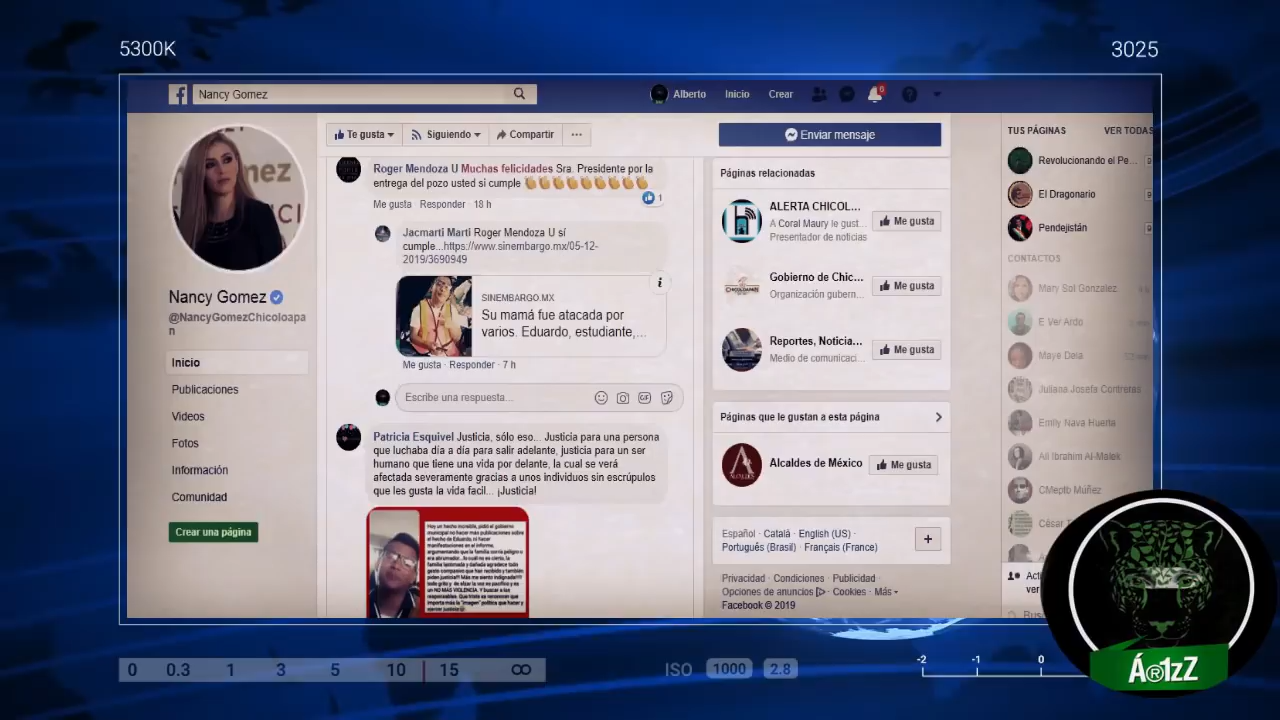 5300K
3025
Nancy Gomez
Alberto
Inicio
Crear
6
Te gusta
Siguiendo
Compartir
Enviar mensaje
TUS PÁGINAS
VER TODAS
Nancy Gomez
@NancyGomezChicoloapa
n
Inicio
Publicaciones
Videos
Fotos
Información
Comunidad
Crear una página
Roger Mendoza U Muchas felicidades Sra. Presidente por la
entrega del pozo usted si cumple
Me gusta · Responder · 18 h
1
Jacmarti Marti Roger Mendoza U sí
cumple...https://www.sinembargo.mx/05-12-
2019/3690949
SINEMBARGO.MX
Su mamá fue atacada por
varios. Eduardo, estudiante,...
Me gusta · Responder · 7 h
Escribe una respuesta...
GIF
Patricia Esquivel Justicia, sólo eso... Justicia para una persona
que luchaba día a día para salir adelante, justicia para un ser
humano que tiene una vida por delante, la cual se verá
afectada severamente gracias a unos individuos sin escrúpulos
que les gusta la vida facil... ¡Justicia!
Páginas relacionadas
ALERTA CHICOL...
A Coral Maury le gust...
Presentador de noticias
Me gusta
Gobierno de Chic...
Organización gubern...
Me gusta
Reportes, Noticia...
Medio de comunicaci...
Me gusta
Páginas que le gustan a esta página
Alcaldes de México
Me gusta
Español · Català · English (US) ·
Português (Brasil) · Français (France)
Privacidad · Condiciones · Publicidad
Opciones de anuncios · Cookies · Más
Facebook © 2019
Revolucionando el Pe...
El Dragonario
Pendejistán
CONTACTOS
Mary Sol Gonzalez
E Ver Ardo
Maye Dela
Juliana Josefa Contreras
Emily Nava Huerta
Ali Ibrahim Al-Malek
CMepto Muñez
César
0 0.3 1 3 5 10 15 ∞
ISO 1000 2.8
-2 -1 0
Á®1zZ